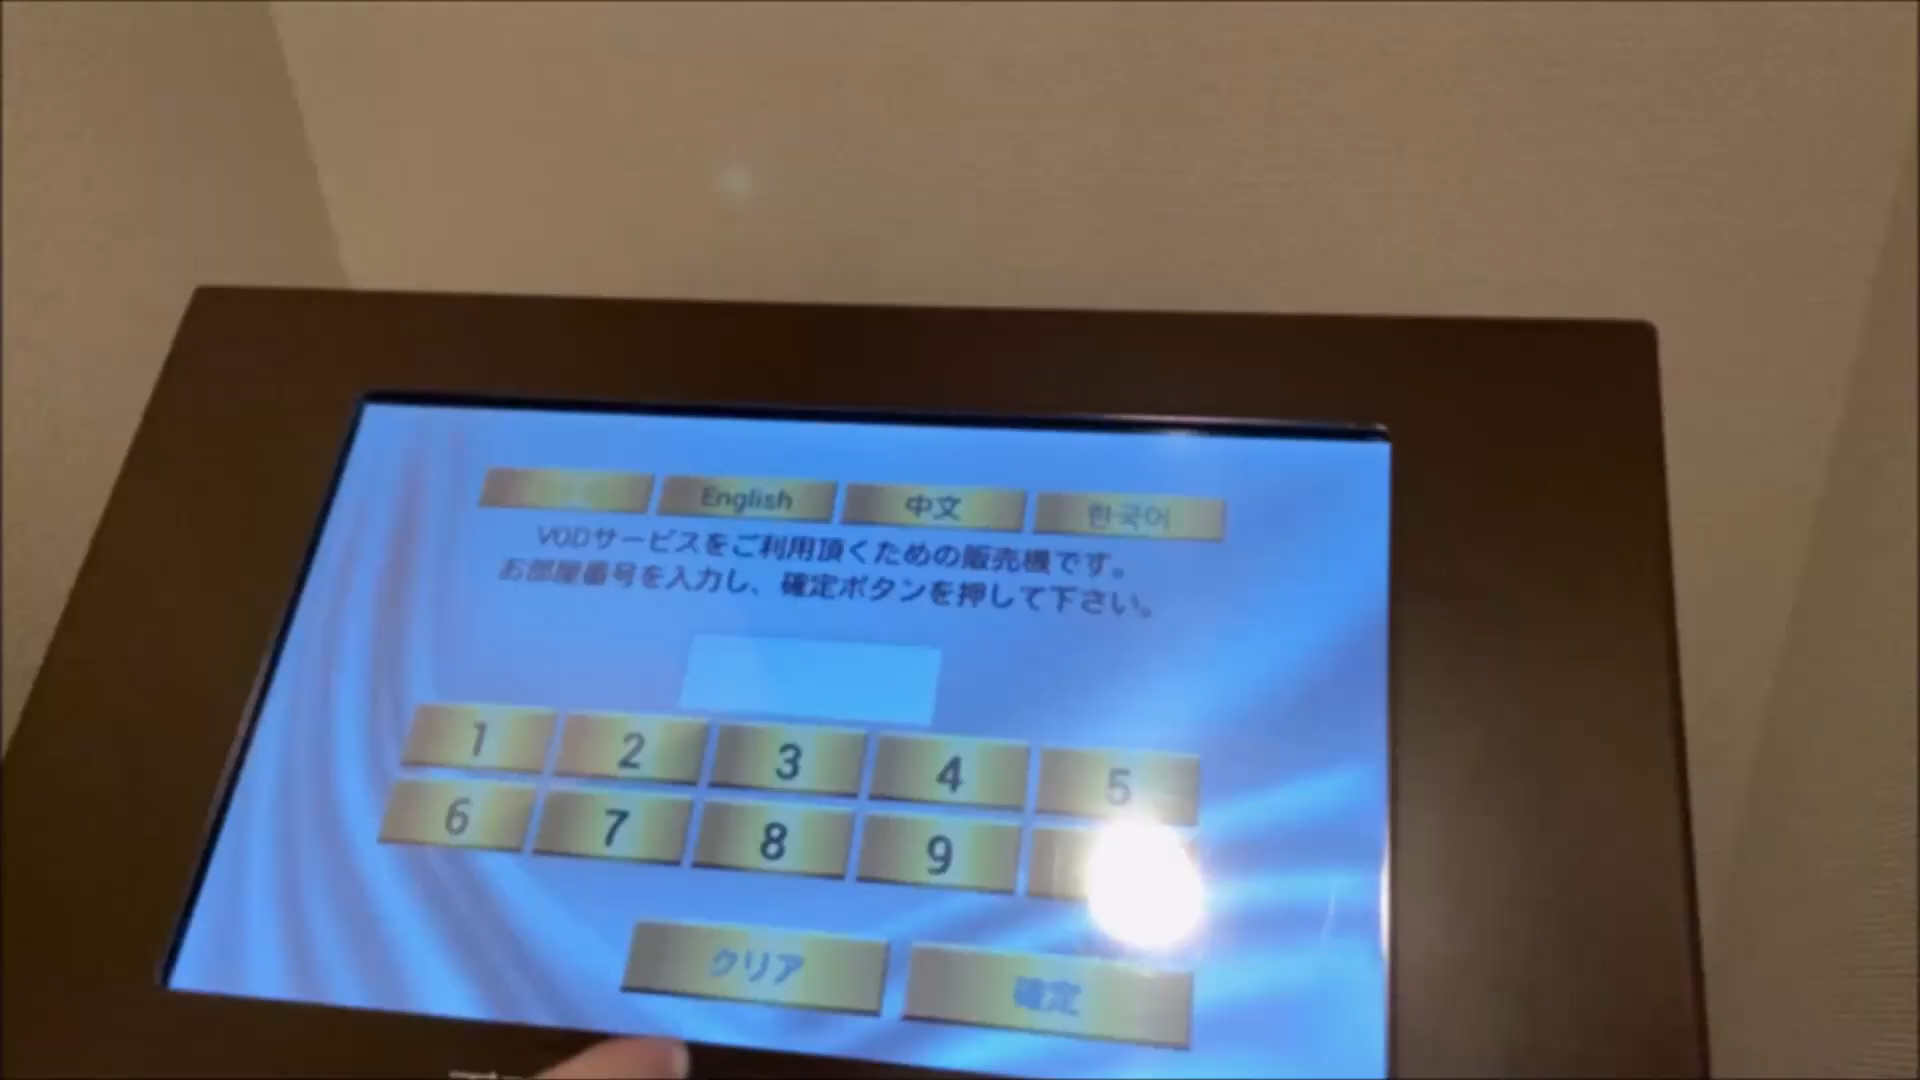 English 中文 한국어
VODサービスをご利用頂くための販売機です。
お部屋番号を入力し、確定ボタンを押して下さい。
1 2 3 4 5
6 7 8 9
クリア 確定